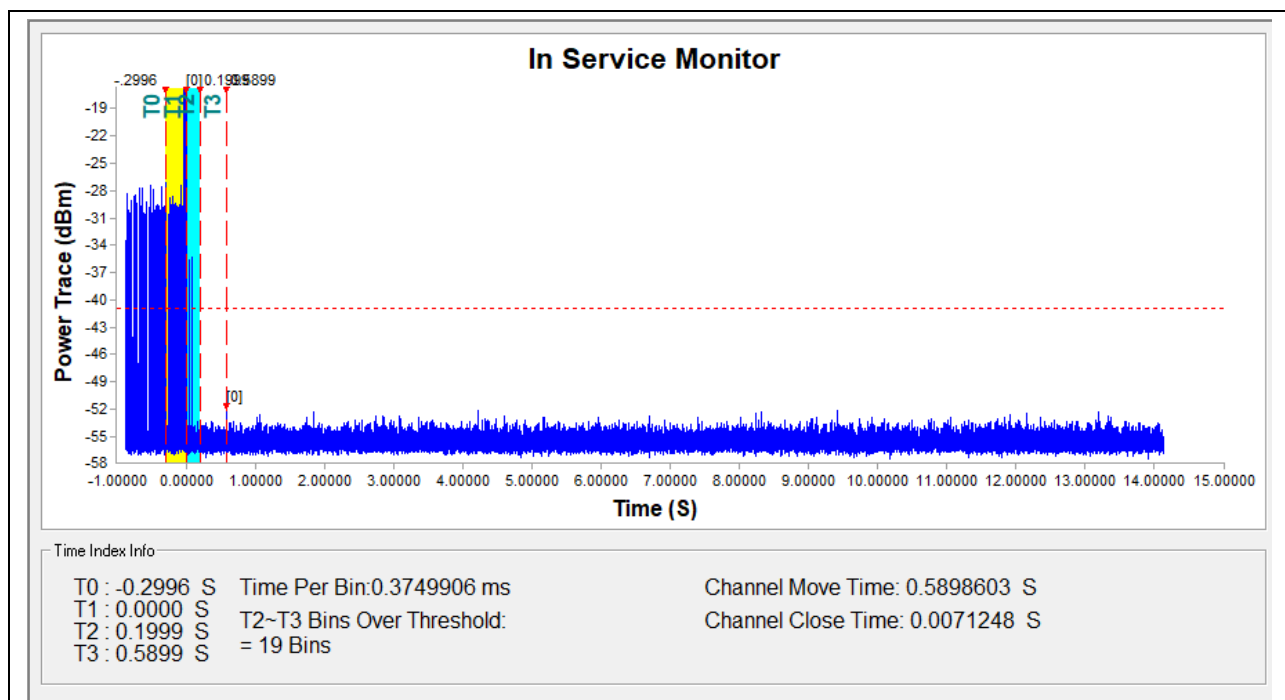 In Service Monitor
-.2996 [0] 0.1999 0.5899
T0 T1 T2 T3
-19
-22
-25
-28
-31
-34
-37
-40
-43
-46
-49
-52
-55
-58
Power Trace (dBm)
[0]
-1.00000 0.00000 1.00000 2.00000 3.00000 4.00000 5.00000 6.00000 7.00000 8.00000 9.00000 10.00000 11.00000 12.00000 13.00000 14.00000 15.00000
Time (S)
Time Index Info
T0 : -0.2996 S
T1 : 0.0000 S
T2 : 0.1999 S
T3 : 0.5899 S
Time Per Bin:0.3749906 ms
T2~T3 Bins Over Threshold:
= 19 Bins
Channel Move Time: 0.5898603 S
Channel Close Time: 0.0071248 S